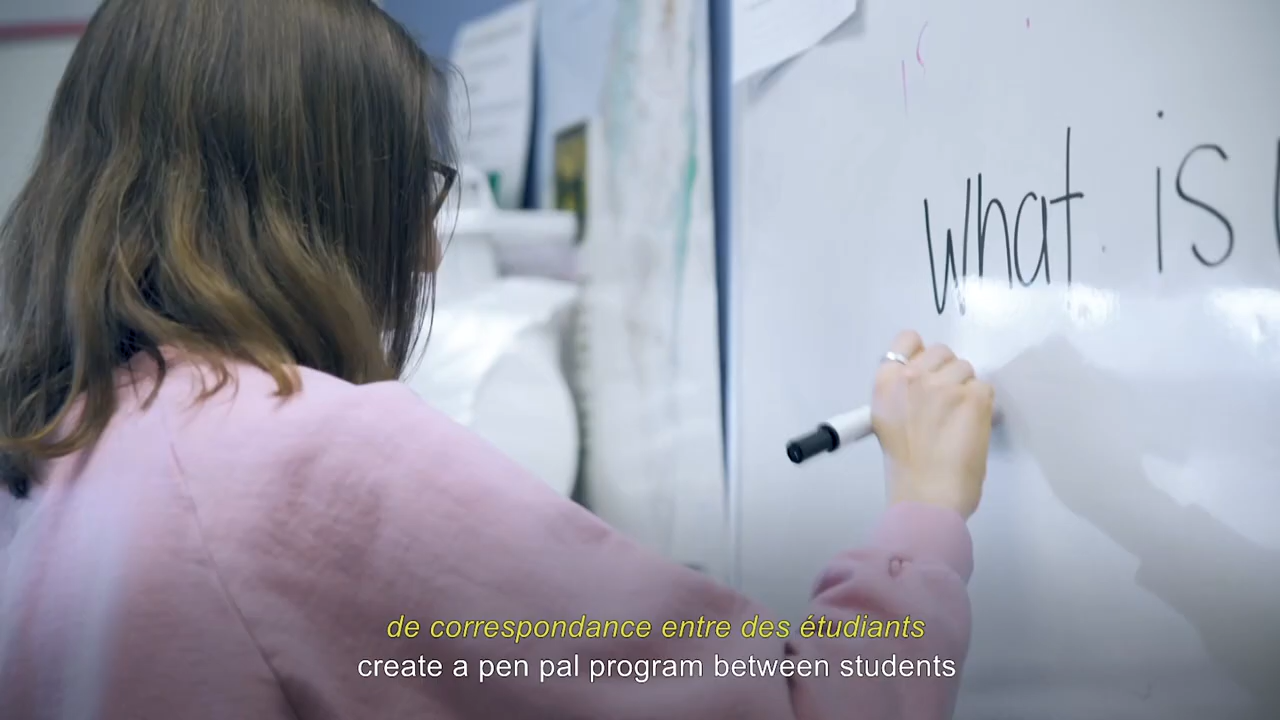 what is
de correspondance entre des étudiants
create a pen pal program between students